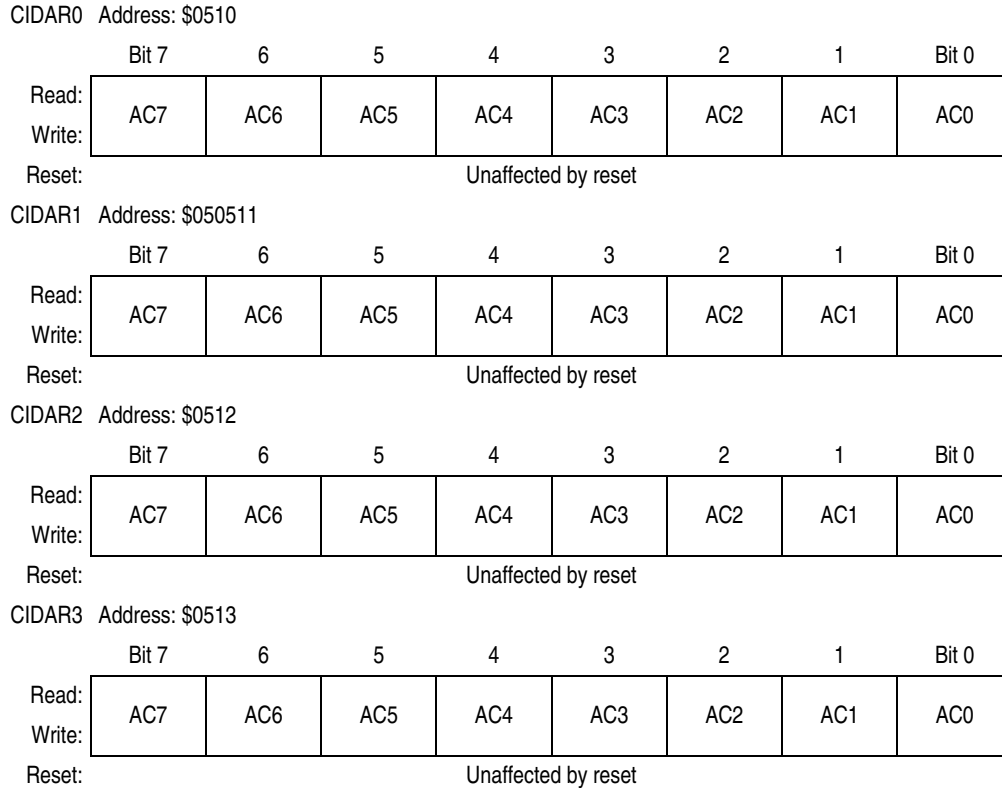 CIDAR0 Address: $0510
Bit 7 6 5 4 3 2 1 Bit 0
Read:
AC7 AC6 AC5 AC4 AC3 AC2 AC1 AC0
Write:
Reset: Unaffected by reset
CIDAR1 Address: $050511
Bit 7 6 5 4 3 2 1 Bit 0
Read:
AC7 AC6 AC5 AC4 AC3 AC2 AC1 AC0
Write:
Reset: Unaffected by reset
CIDAR2 Address: $0512
Bit 7 6 5 4 3 2 1 Bit 0
Read:
AC7 AC6 AC5 AC4 AC3 AC2 AC1 AC0
Write:
Reset: Unaffected by reset
CIDAR3 Address: $0513
Bit 7 6 5 4 3 2 1 Bit 0
Read:
AC7 AC6 AC5 AC4 AC3 AC2 AC1 AC0
Write:
Reset: Unaffected by reset